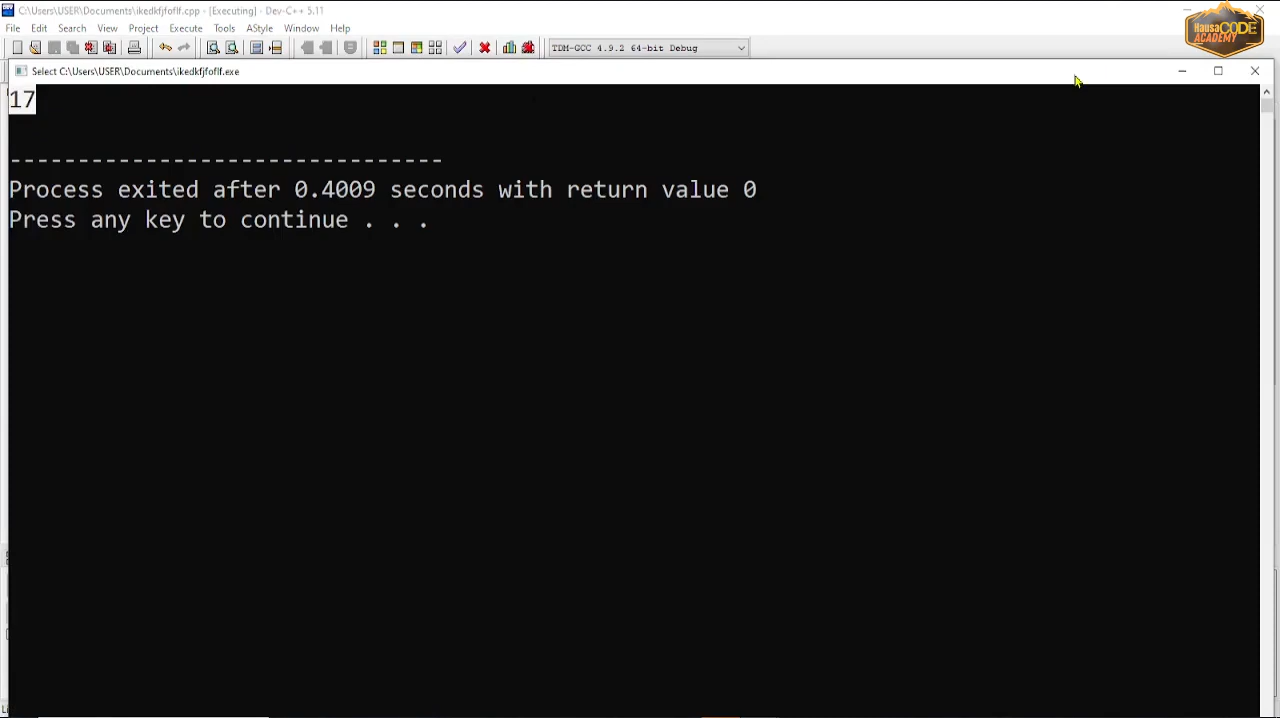 C:\Users\USER\Documents\ikedkfjfoflf.cpp - [Executing] - Dev-C++ 5.11
File Edit Search View Project Execute Tools AStyle Window Help
TDM-GCC 4.9.2 64-bit Debug
HausaCODE
ACADEMY
Select C:\Users\USER\Documents\ikedkfjfoflf.exe
17
--------------------------------
Process exited after 0.4009 seconds with return value 0
Press any key to continue . . .